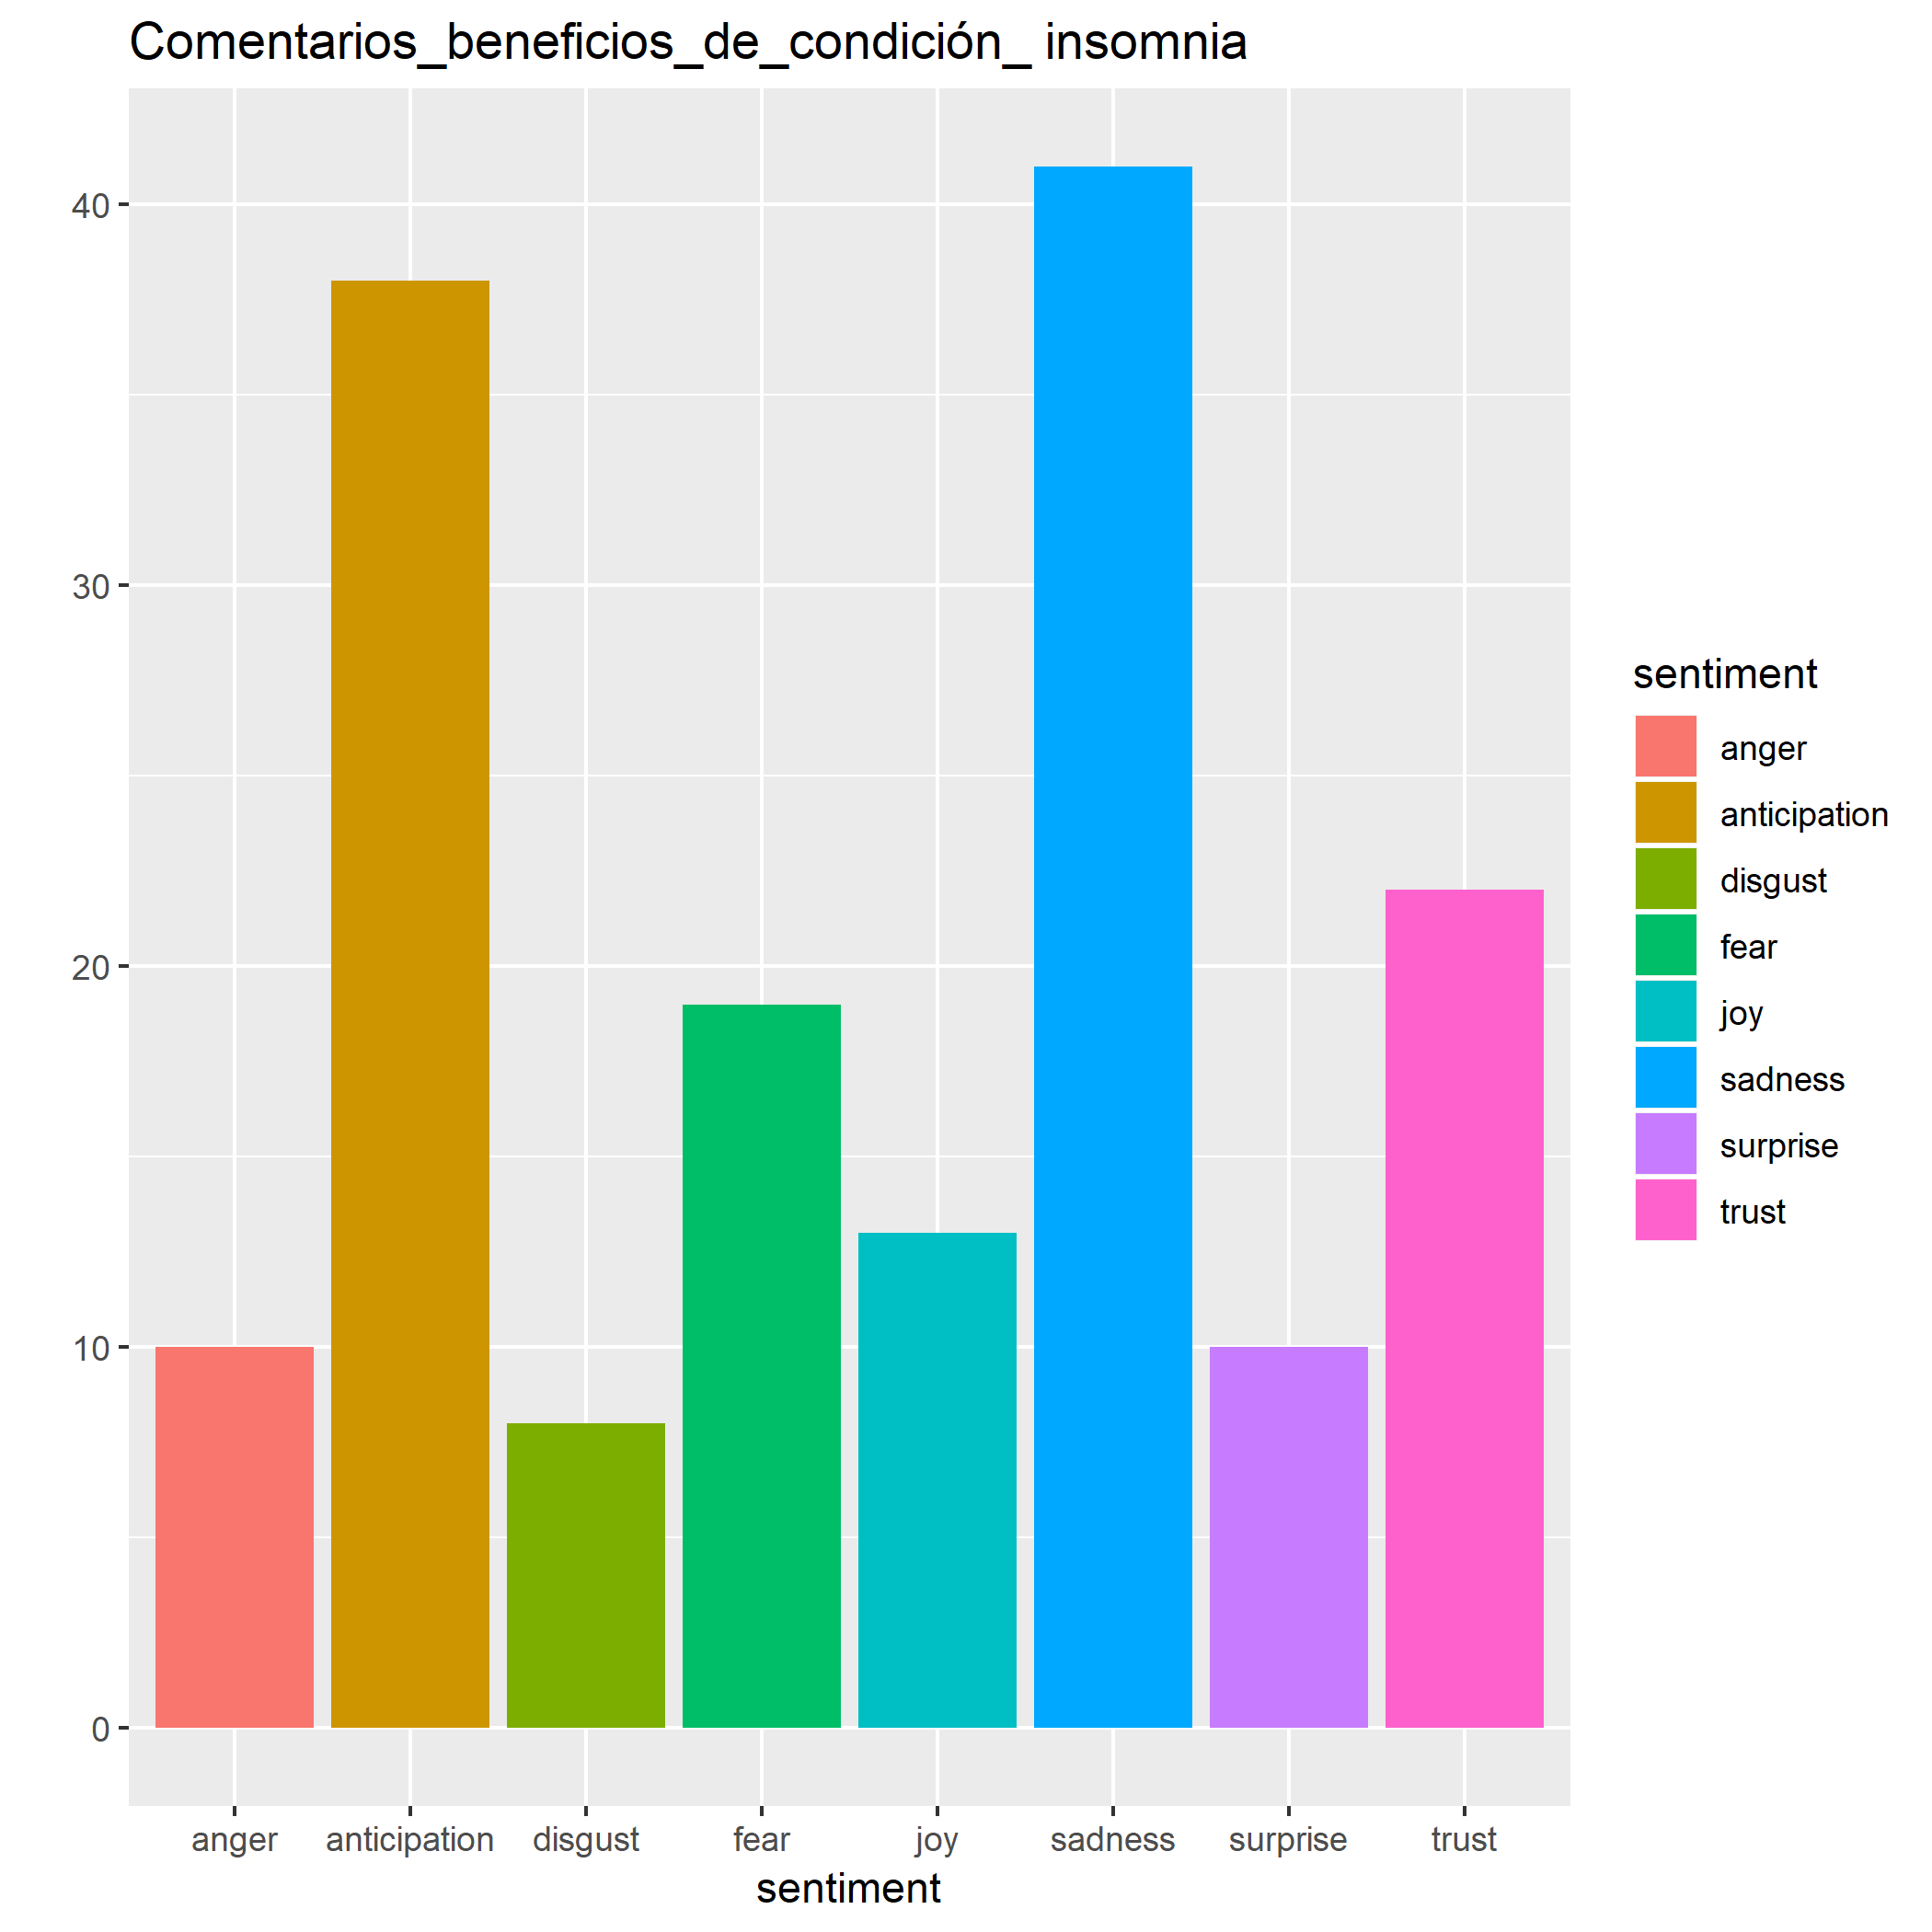 Comentarios_beneficios_de_condición_ insomnia
40
30
20
10
0
anger anticipation disgust fear joy sadness surprise trust
sentiment
sentiment
anger
anticipation
disgust
fear
joy
sadness
surprise
trust